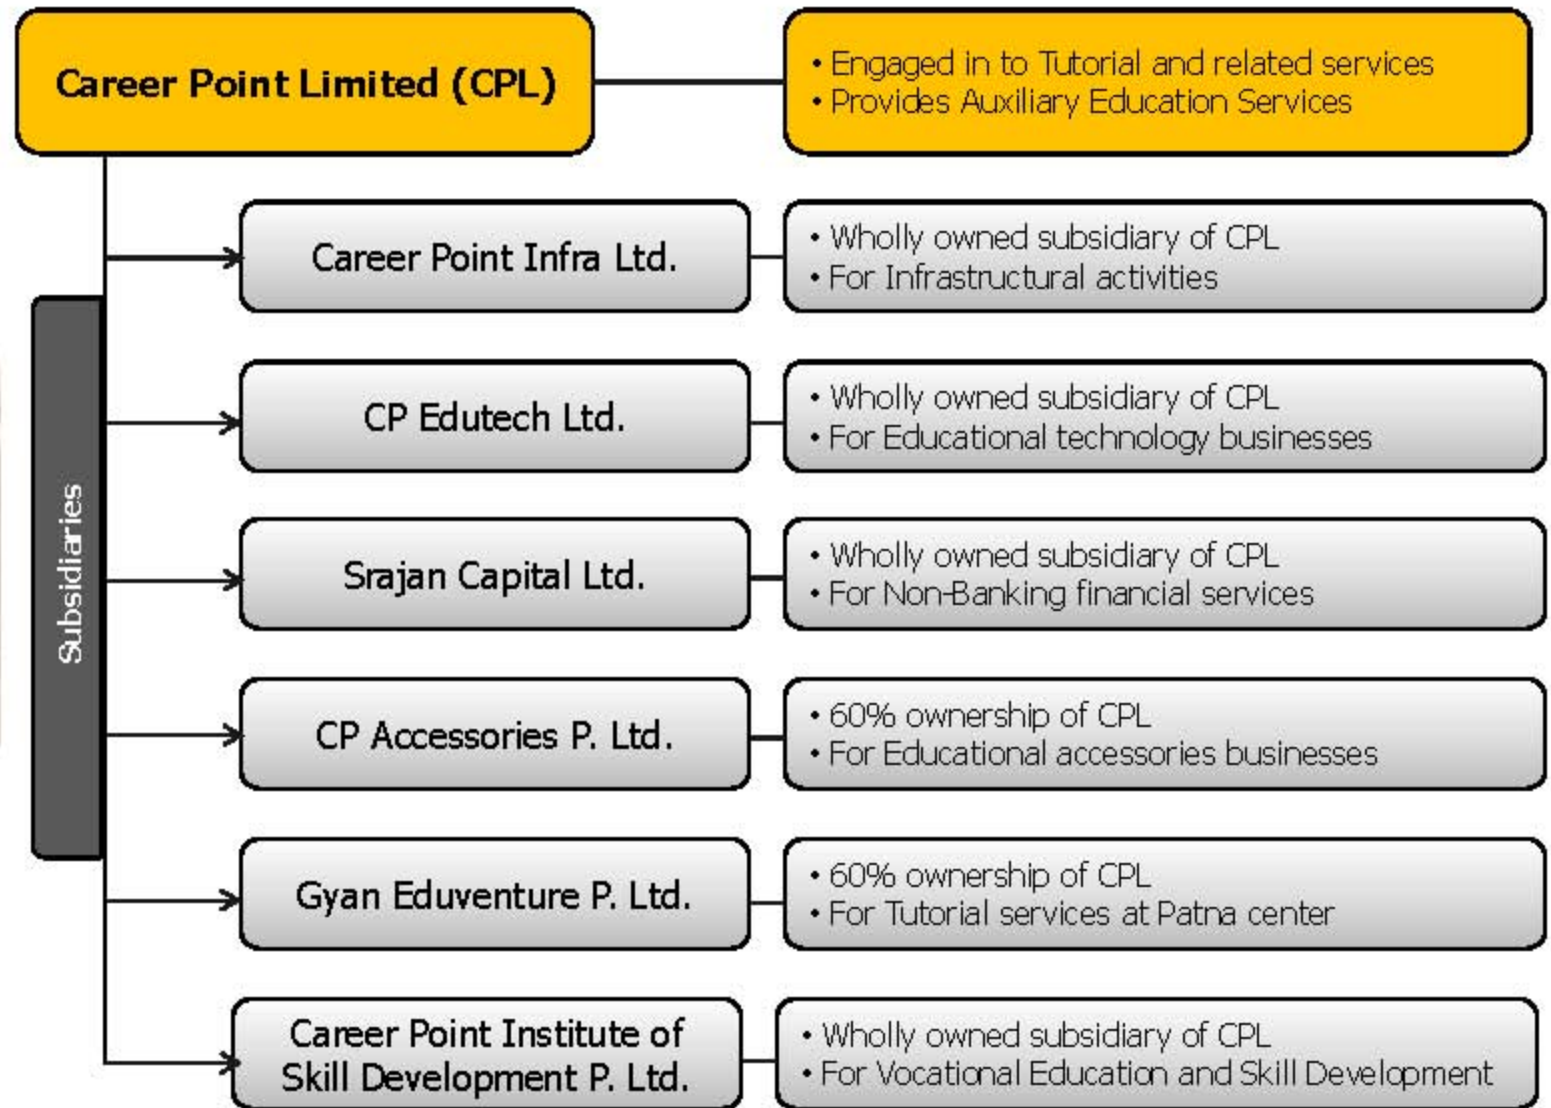 Career Point Limited (CPL)
• Engaged in to Tutorial and related services
• Provides Auxiliary Education Services
Subsidiaries
Career Point Infra Ltd.
• Wholly owned subsidiary of CPL
• For Infrastructural activities
CP Edutech Ltd.
• Wholly owned subsidiary of CPL
• For Educational technology businesses
Srajan Capital Ltd.
• Wholly owned subsidiary of CPL
• For Non-Banking financial services
CP Accessories P. Ltd.
• 60% ownership of CPL
• For Educational accessories businesses
Gyan Eduventure P. Ltd.
• 60% ownership of CPL
• For Tutorial services at Patna center
Career Point Institute of
Skill Development P. Ltd.
• Wholly owned subsidiary of CPL
• For Vocational Education and Skill Development